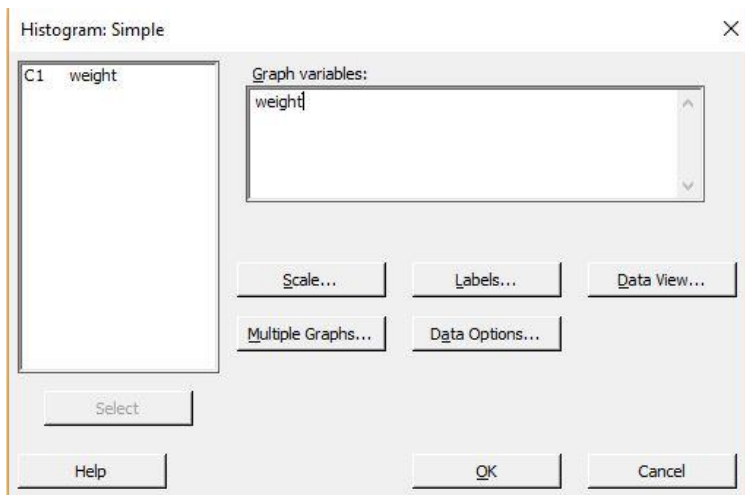 Histogram: Simple
C1 weight
Graph variables:
weight
Scale...
Labels...
Data View...
Multiple Graphs...
Data Options...
Select
Help
OK
Cancel